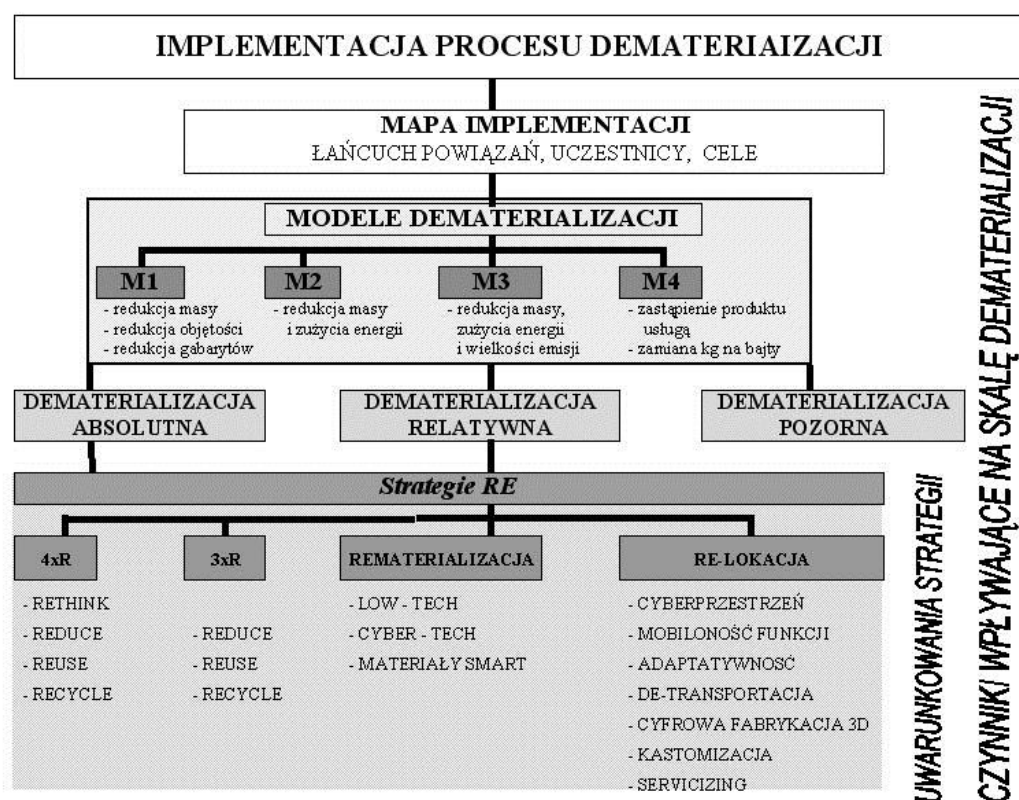 IMPLEMENTACJA PROCESU DEMATERIAIZACJI
MAPA IMPLEMENTACJI
ŁAŃCUCH POWIĄZAŃ, UCZESTNICY, CELE
MODELE DEMATERIALIZACJI
M1
- redukcja masy
- redukcja objętości
- redukcja gabarytów
M2
- redukcja masy
i zużycia energii
M3
- redukcja masy,
zużycia energii
i wielkości emisji
M4
- zastąpienie produktu
usługą
- zamiana kg na bajty
DEMATERIALIZACJA
ABSOLUTNA
DEMATERIALIZACJA
RELATYWNA
DEMATERIALIZACJA
POZORNA
Strategie RE
4xR
- RETHINK
- REDUCE
- REUSE
- RECYCLE
3xR
- REDUCE
- REUSE
- RECYCLE
REMATERIALIZACJA
- LOW - TECH
- CYBER - TECH
- MATERIAŁY SMART
RE-LOKACJA
- CYBERPRZESTRZEŃ
- MOBILONOŚĆ FUNKCJI
- ADAPTATYWNOŚĆ
- DE-TRANSPORTACJA
- CYFROWA FABRYKACJA 3D
- KASTOMIZACJA
- SERVICIZING
UWARUNKOWANIA STRATEGII
CZYNNIKI WPŁYWAJĄCE NA SKALĘ DEMATERIALIZACJI